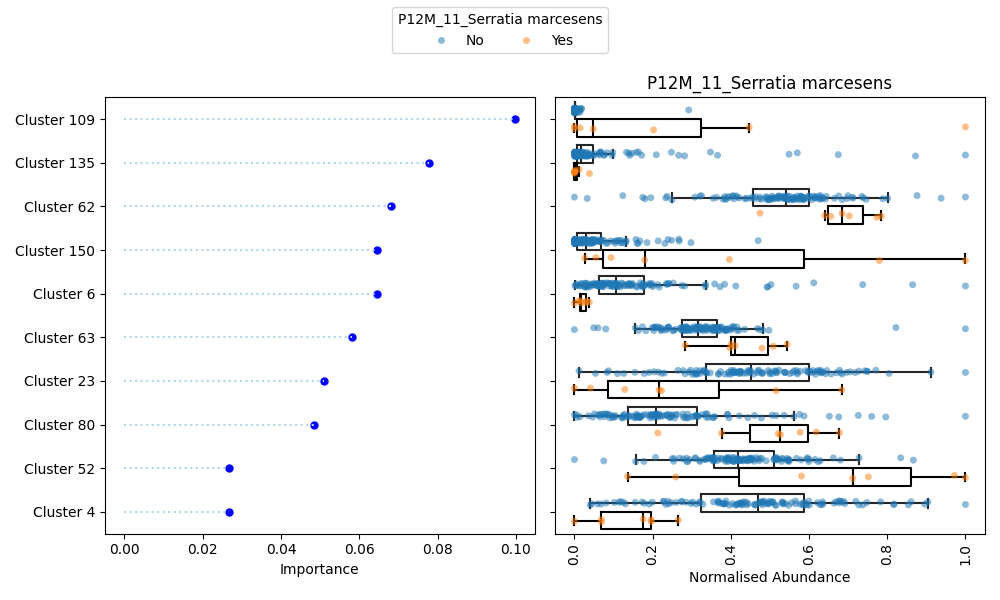 P12M_11_Serratia marcesens
No Yes
P12M_11_Serratia marcesens
Cluster 109
Cluster 135
Cluster 62
Cluster 150
Cluster 6
Cluster 63
Cluster 23
Cluster 80
Cluster 52
Cluster 4
0.00 0.02 0.04 0.06 0.08 0.10
Importance
0.0 0.2 0.4 0.6 0.8 1.0
Normalised Abundance